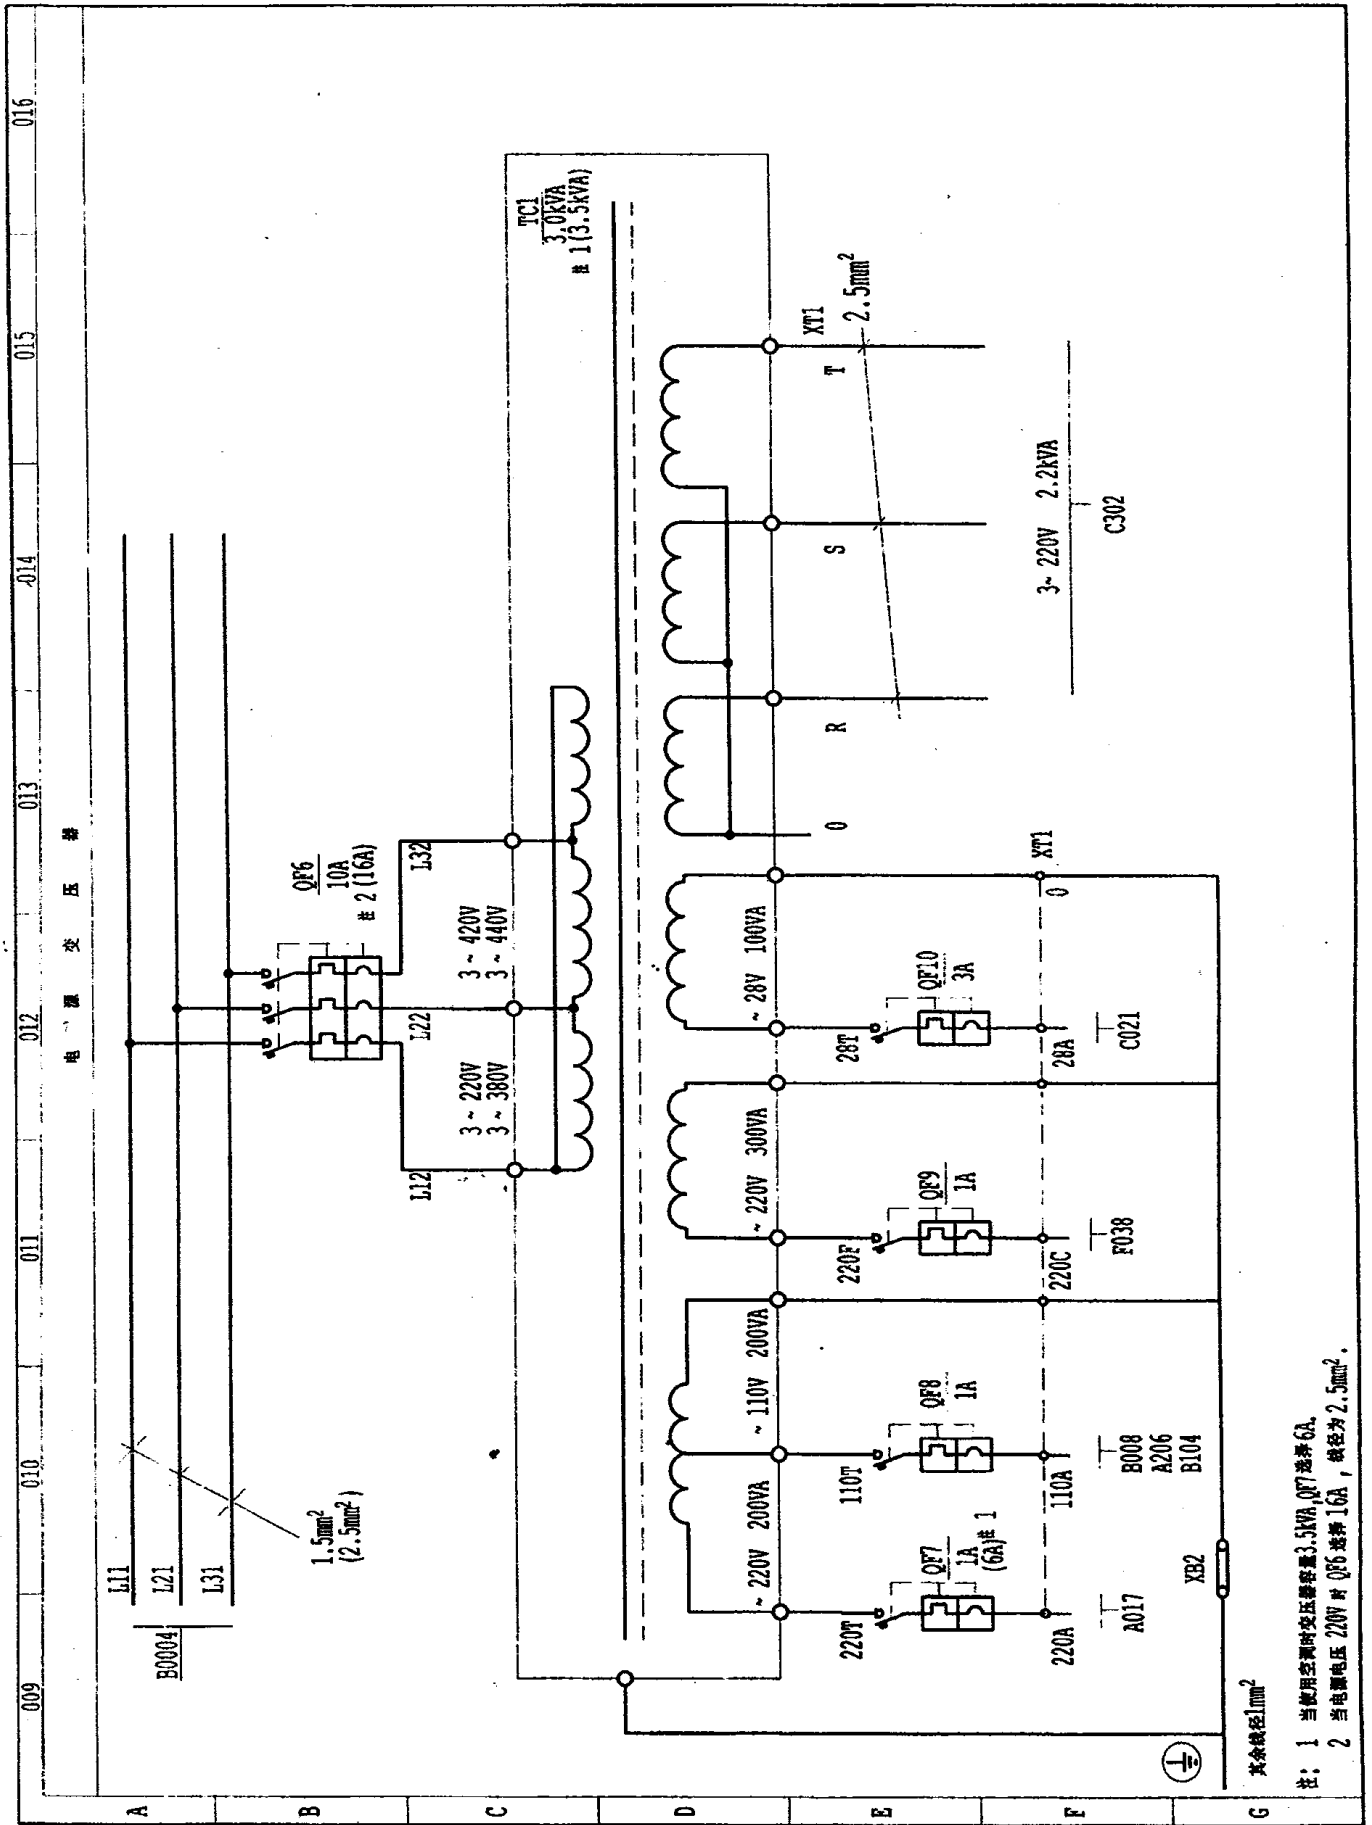 009 010 011 012 013 014 015 016
电源变压器
A
B
C
D
E
F
G
B0004
L11
L21
L31
1.5mm²
(2.5mm²)
QF6
10A
注 2 (16A)
L12
L22
L32
3 ~ 220V
3 ~ 380V
3 ~ 420V
3 ~ 440V
TC1
3.0kVA
注 1 (3.5kVA)
~ 220V 200VA
~ 110V 200VA
~ 220V 300VA
~ 28V 100VA
220T
110T
220F
28T
0
R
S
T
XT1
2.5mm²
QF7
1A
(6A)注 1
QF8
1A
QF9
1A
QF10
3A
220A
110A
220C
28A
0
XT1
A017
B008
A206
B104
F038
C021
3~ 220V 2.2kVA
C302
XB2
其余线径1mm²
注: 1 当使用空调时变压器容量3.5kVA,QF7选择6A.
2 当电源电压 220V 时 QF6 选择 16A , 线径为 2.5mm².